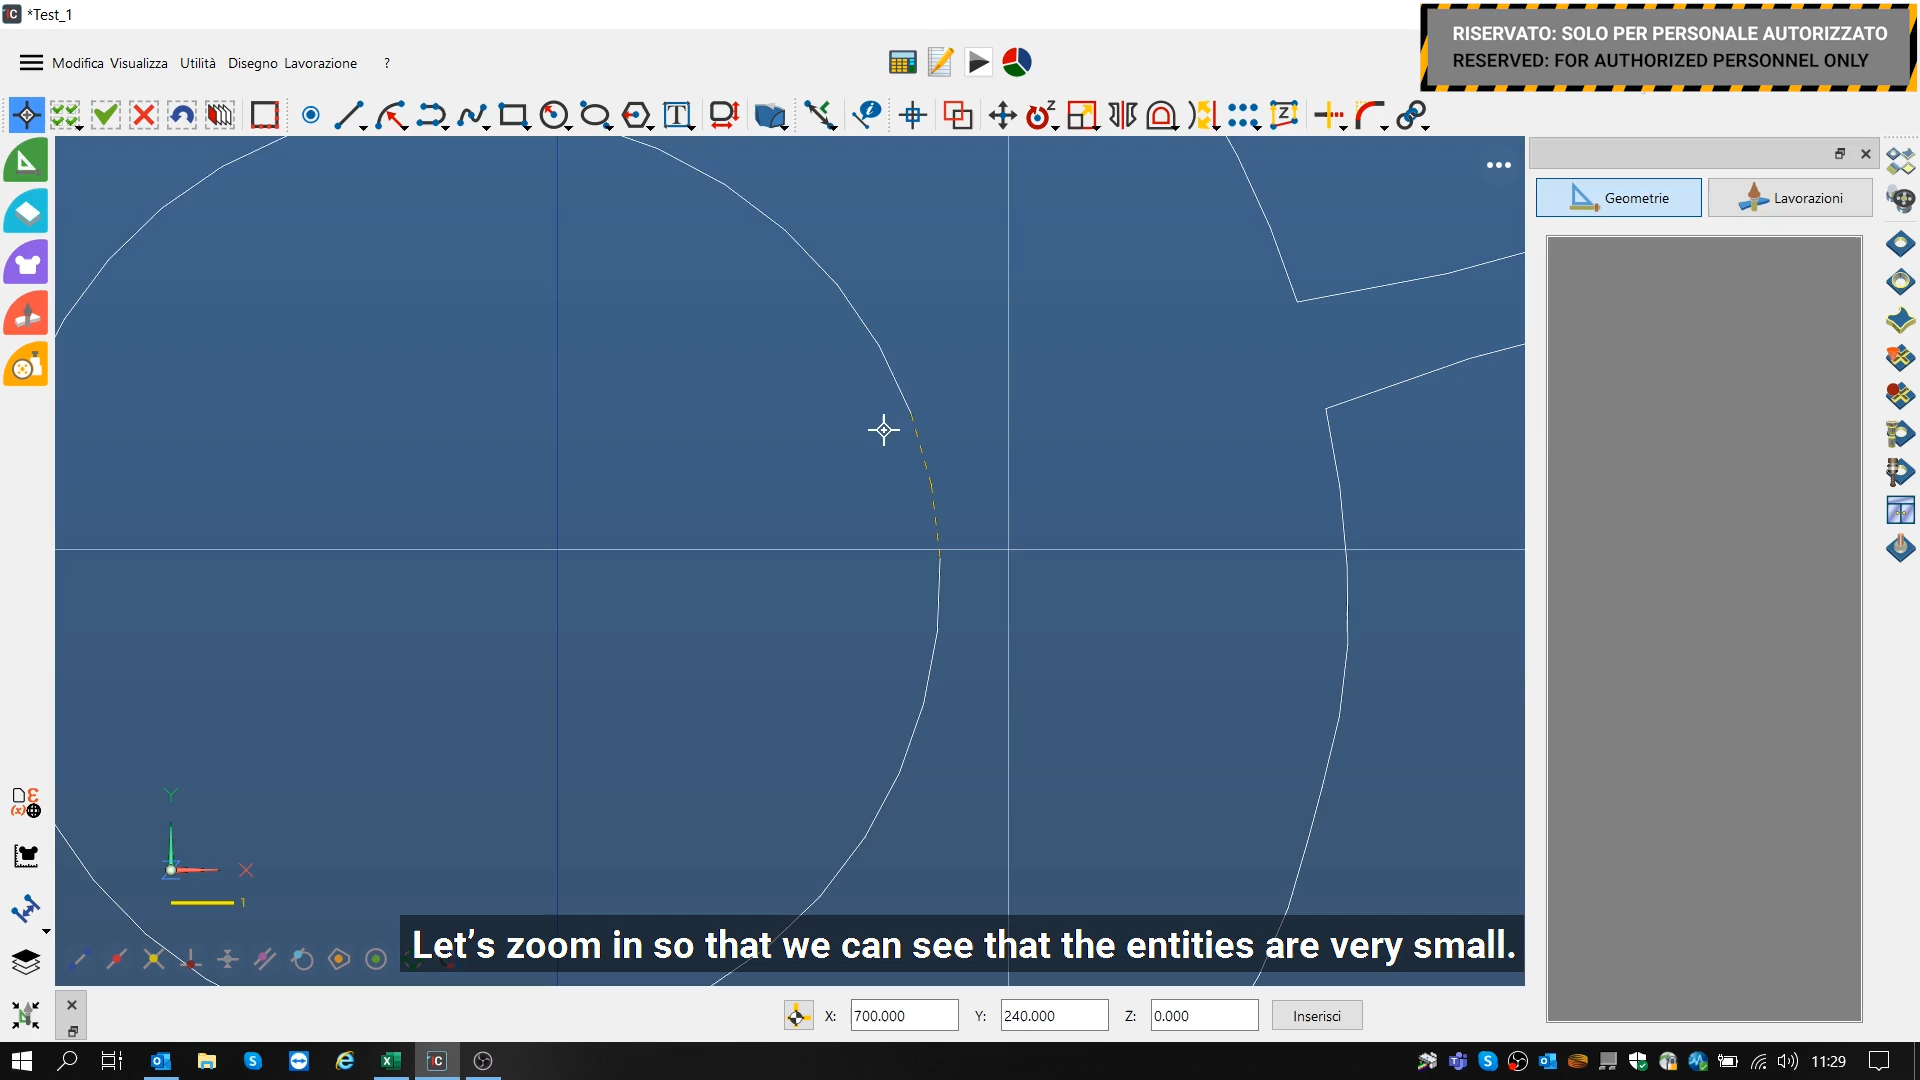 *Test_1
RISERVATO: SOLO PER PERSONALE AUTORIZZATO
RESERVED: FOR AUTHORIZED PERSONNEL ONLY
Modifica Visualizza Utilità Disegno Lavorazione ?
Geometrie
Lavorazioni
Y
X
Z
1
Let's zoom in so that we can see that the entities are very small.
X: 700.000 Y: 240.000 Z: 0.000 Inserisci
11:29